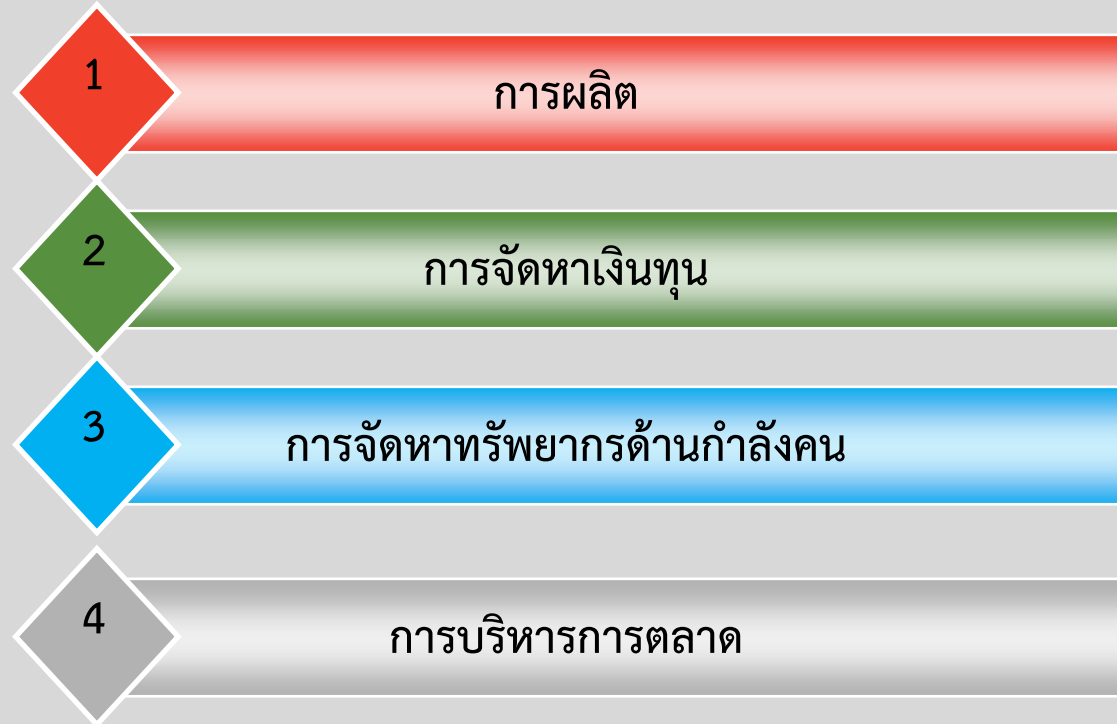 1
การผลิต
2
การจัดหาเงินทุน
3
การจัดหาทรัพยากรด้านกำลังคน
4
การบริหารการตลาด